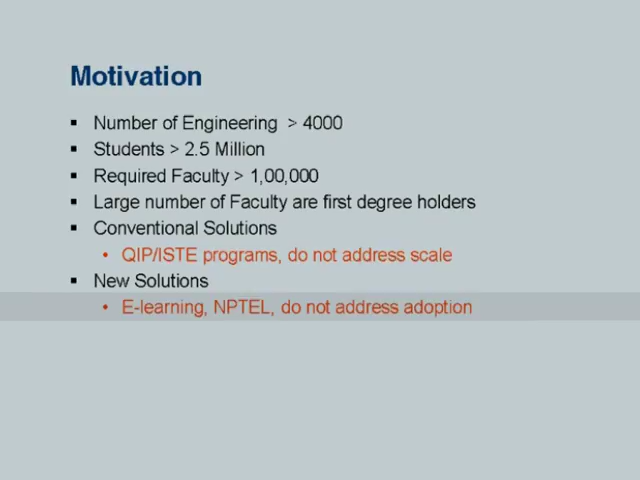 Motivation
▪ Number of Engineering > 4000
▪ Students > 2.5 Million
▪ Required Faculty > 1,00,000
▪ Large number of Faculty are first degree holders
▪ Conventional Solutions
• QIP/ISTE programs, do not address scale
▪ New Solutions
• E-learning, NPTEL, do not address adoption